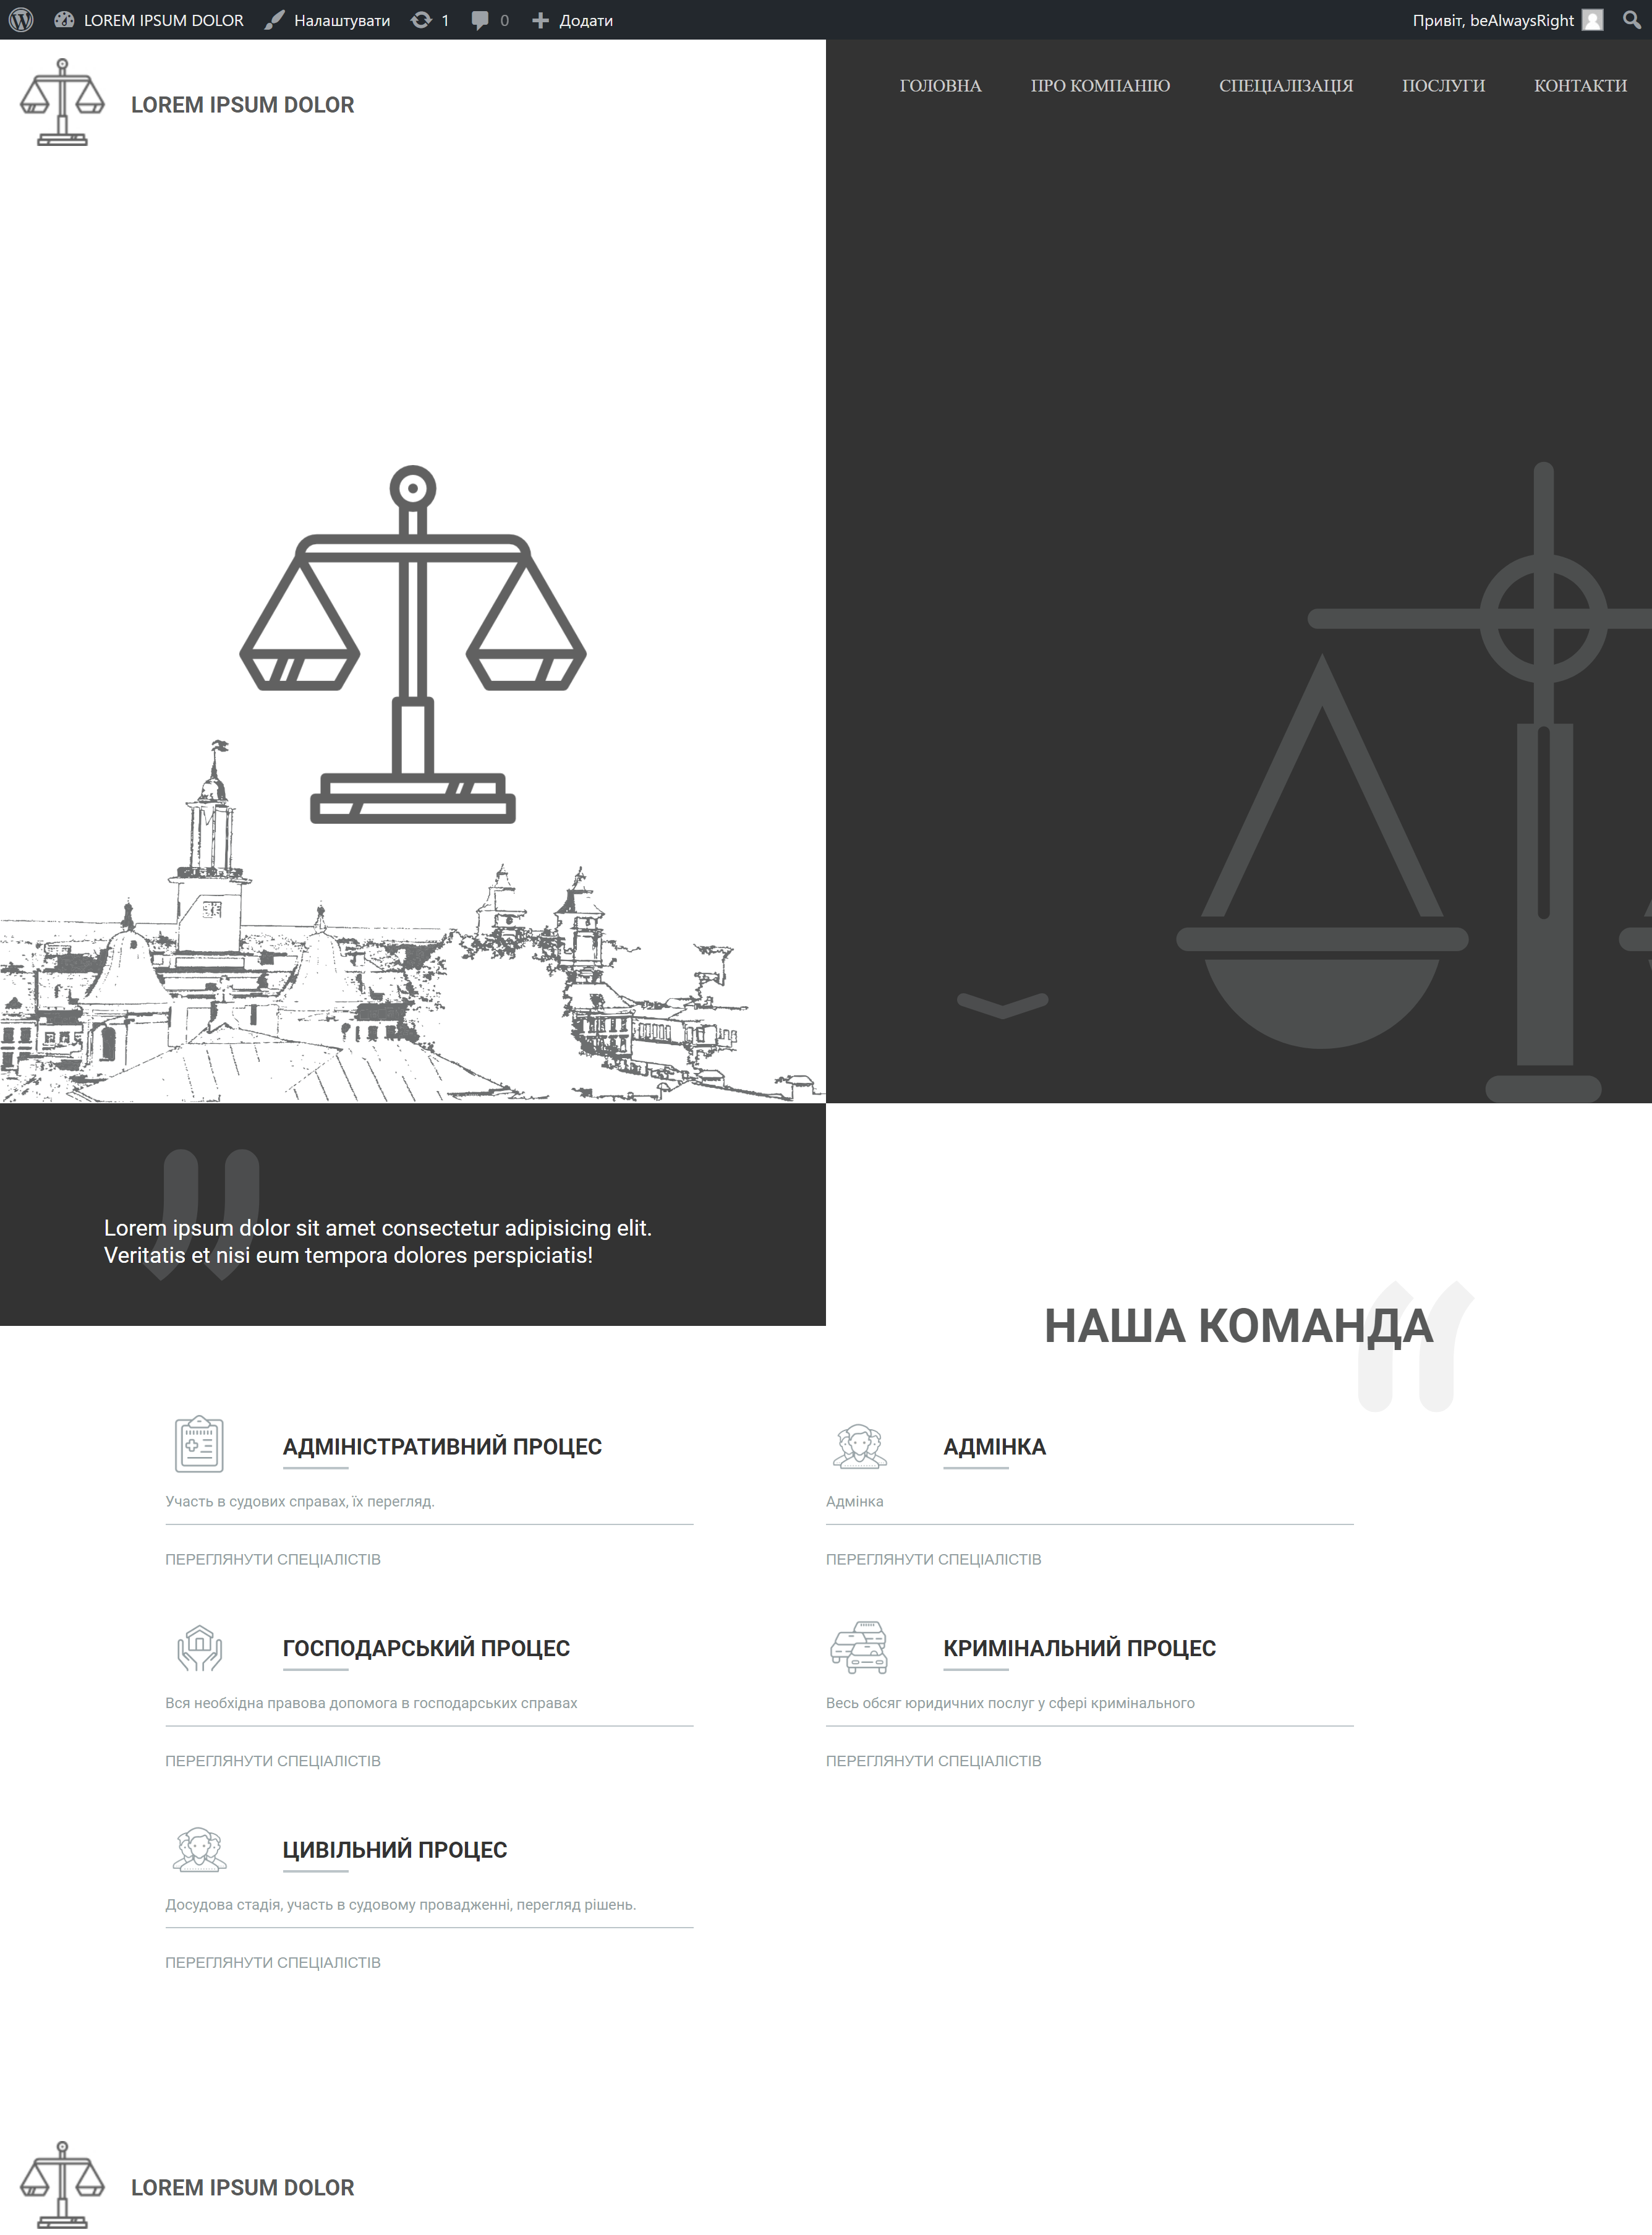 LOREM IPSUM DOLOR
Налаштувати
1
0
Додати
Привіт, beAlwaysRight
LOREM IPSUM DOLOR
ГОЛОВНА
ПРО КОМПАНІЮ
СПЕЦІАЛІЗАЦІЯ
ПОСЛУГИ
КОНТАКТИ
Lorem ipsum dolor sit amet consectetur adipisicing elit.
Veritatis et nisi eum tempora dolores perspiciatis!
НАША КОМАНДА
АДМІНІСТРАТИВНИЙ ПРОЦЕС
Участь в судових справах, їх перегляд.
ПЕРЕГЛЯНУТИ СПЕЦІАЛІСТІВ
АДМІНКА
Адмінка
ПЕРЕГЛЯНУТИ СПЕЦІАЛІСТІВ
ГОСПОДАРСЬКИЙ ПРОЦЕС
Вся необхідна правова допомога в господарських справах
ПЕРЕГЛЯНУТИ СПЕЦІАЛІСТІВ
КРИМІНАЛЬНИЙ ПРОЦЕС
Весь обсяг юридичних послуг у сфері кримінального
ПЕРЕГЛЯНУТИ СПЕЦІАЛІСТІВ
ЦИВІЛЬНИЙ ПРОЦЕС
Досудова стадія, участь в судовому провадженні, перегляд рішень.
ПЕРЕГЛЯНУТИ СПЕЦІАЛІСТІВ
LOREM IPSUM DOLOR